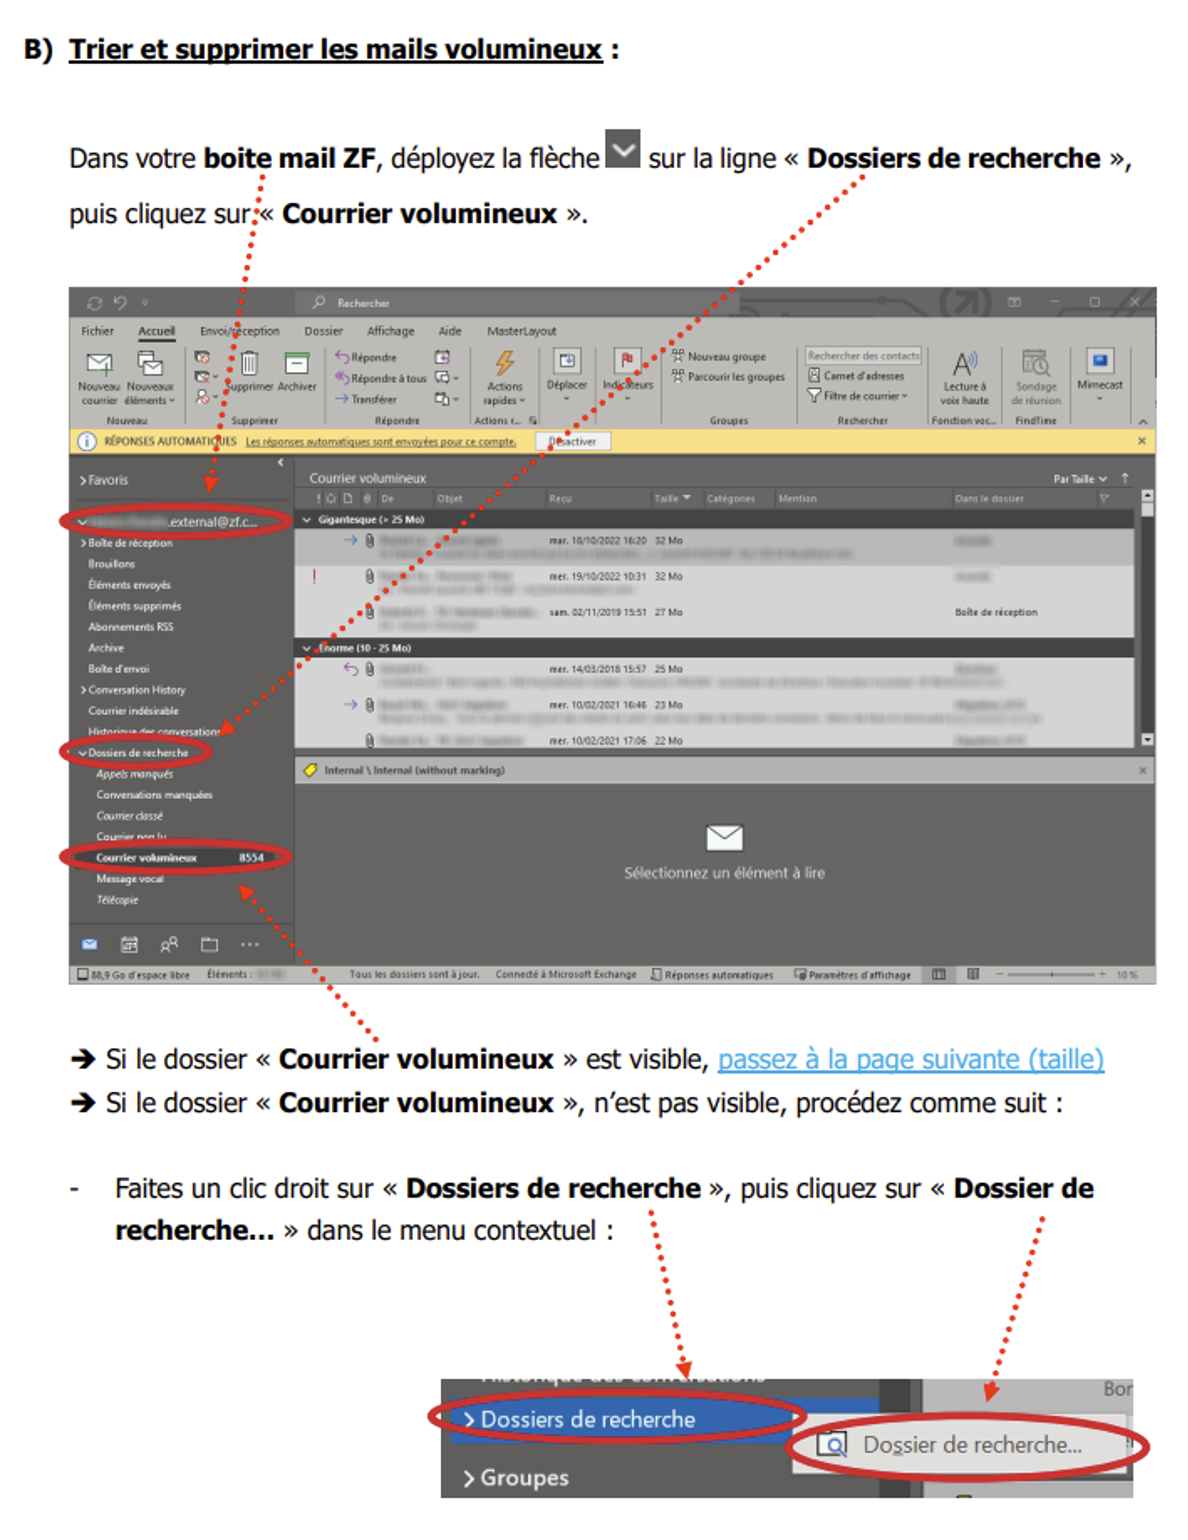 B) Trier et supprimer les mails volumineux :
Dans votre boite mail ZF, déployez la flèche sur la ligne « Dossiers de recherche »,
puis cliquez sur « Courrier volumineux ».
Rechercher
Fichier Accueil Envoi/réception Dossier Affichage Aide MasterLayout
Nouveau courrier
Nouveaux éléments
Supprimer Archiver
Répondre
Répondre à tous
Transférer
Actions rapides
Déplacer
Indicateurs
Nouveau groupe
Parcourir les groupes
Rechercher des contacts
Carnet d'adresses
Filtre de courrier
Lecture à voix haute
Sondage de réunion
Mimecast
Nouveau Supprimer Répondre Actions r... Groupes Rechercher Fonction voc... FindTime
RÉPONSES AUTOMATIQUES Les réponses automatiques sont envoyées pour ce compte. Désactiver
Favoris
.external@zf.c...
Boîte de réception
Brouillons
Éléments envoyés
Éléments supprimés
Abonnements RSS
Archive
Boîte d'envoi
Conversation History
Courrier indésirable
Historique des conversations
Dossiers de recherche
Appels manqués
Conversations manquées
Courrier classé
Courrier non lu
Courrier volumineux 8554
Message vocal
Télécopie
Courrier volumineux Par Taille
De Objet Reçu Taille Catégories Mention Dans le dossier
Gigantesque (> 25 Mo)
mar. 18/10/2022 16:20 32 Mo
mer. 19/10/2022 10:31 32 Mo
sam. 02/11/2019 15:51 27 Mo Boîte de réception
Enorme (10 - 25 Mo)
mer. 14/03/2018 15:57 25 Mo
mer. 10/02/2021 16:46 23 Mo
mer. 10/02/2021 17:06 22 Mo
Internal \ Internal (without marking)
Sélectionnez un élément à lire
88,9 Go d'espace libre Éléments : Tous les dossiers sont à jour. Connecté à Microsoft Exchange Réponses automatiques Paramètres d'affichage 10 %
➔ Si le dossier « Courrier volumineux » est visible, passez à la page suivante (taille)
➔ Si le dossier « Courrier volumineux », n'est pas visible, procédez comme suit :
- Faites un clic droit sur « Dossiers de recherche », puis cliquez sur « Dossier de
recherche... » dans le menu contextuel :
Historique des conversations
Dossiers de recherche
Dossier de recherche...
Groupes